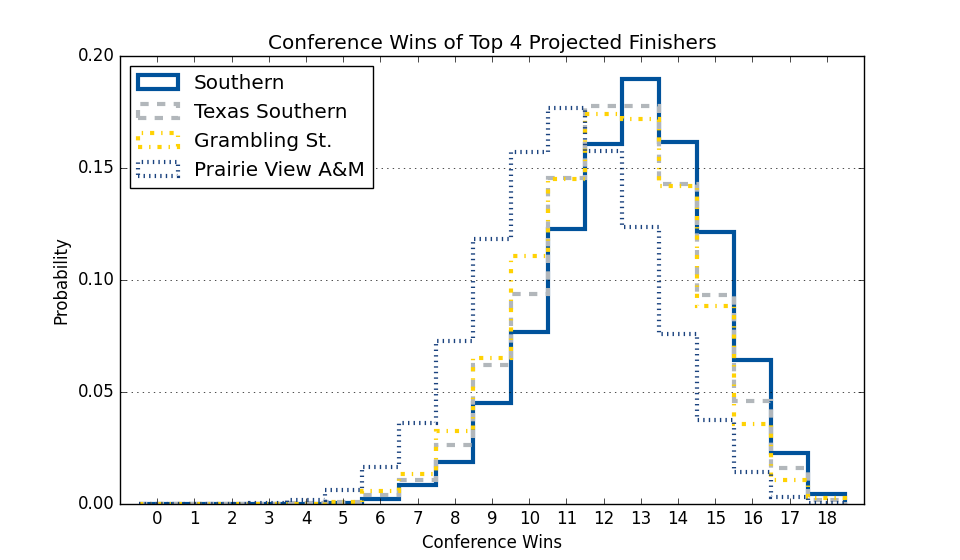 Conference Wins of Top 4 Projected Finishers
0.20
Southern
Texas Southern
Grambling St.
Prairie View A&M
0.15
0.10
0.05
0.00
Probability
0 1 2 3 4 5 6 7 8 9 10 11 12 13 14 15 16 17 18
Conference Wins